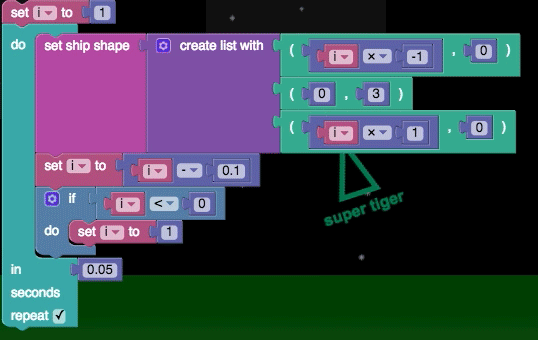 set i to 1
do set ship shape create list with ( i × -1 , 0 )
( 0 , 3 )
( i × 1 , 0 )
set i to i - 0.1
super tiger
if i < 0
do set i to 1
in 0.05
seconds
repeat